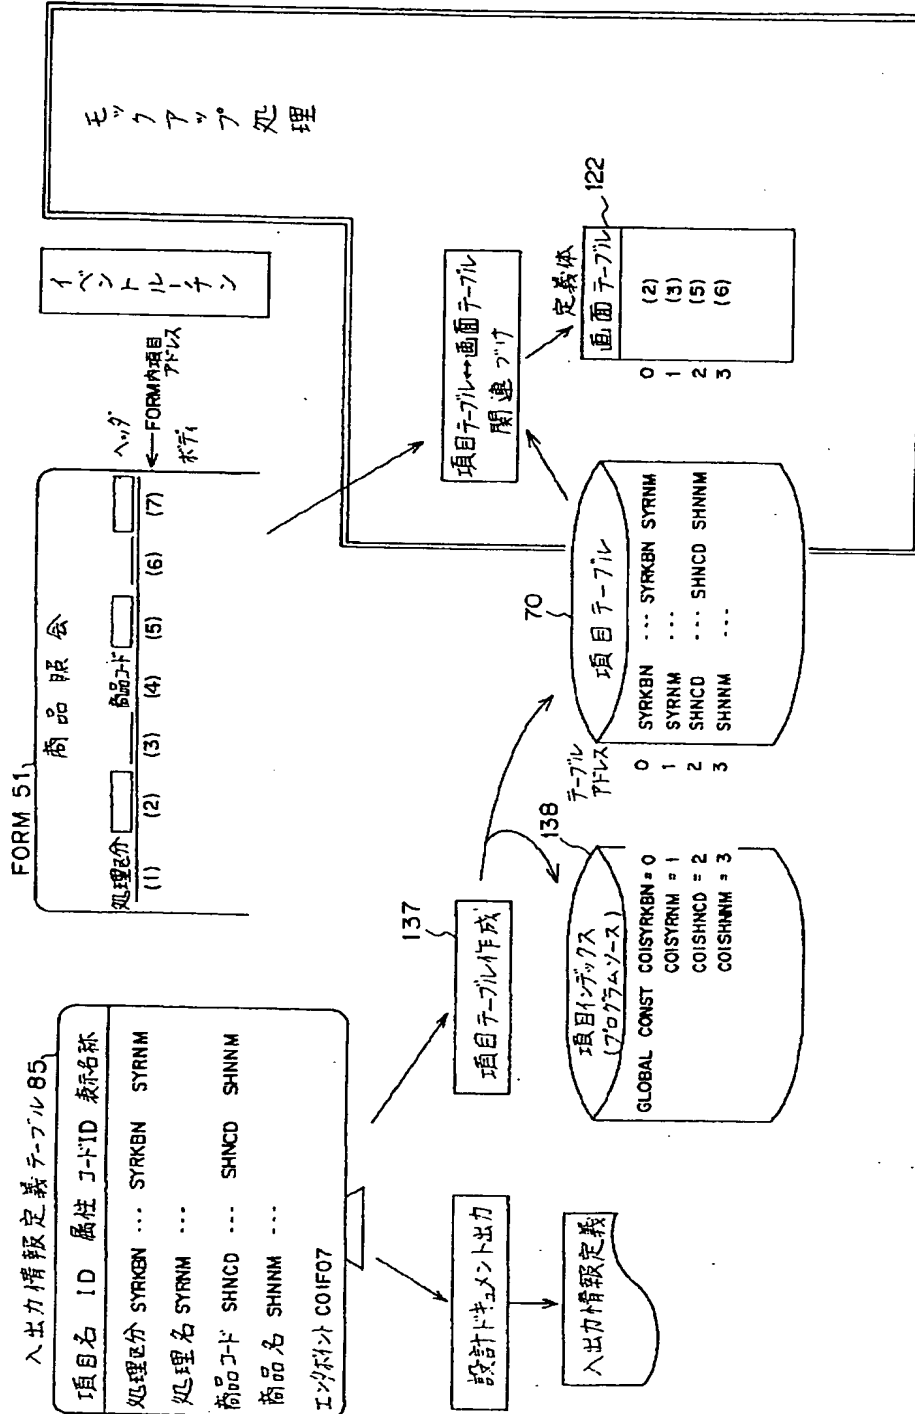 入出力情報定義テーブル 85
項目名 ID 属性 コードID 表示名称
処理区分 SYRKBN ··· SYRKBN SYRNM
処理名 SYRNM ···
商品コード SHNCD ··· SHNCD SHNNM
商品名 SHNNM ···
エンタポイント COIF07
設計ドキュメント出力
入出力情報定義
137
項目テーブル作成
138
項目インデックス
(プログラムソース)
GLOBAL CONST COISYRKBN = 0
COISYRNM = 1
COISHNCD = 2
COISHNNM = 3
FORM 51
商品照会
処理区分 商品コード
(1) (2) (3) (4) (5) (6) (7)
ヘッダ
←FORM内項目
アドレス
ボディ
70
項目テーブル
テーブル
アドレス
0 SYRKBN ··· SYRKBN SYRNM
1 SYRNM ···
2 SHNCD ··· SHNCD SHNNM
3 SHNNM ···
イベントルーチン
項目テーブル↔画面テーブル
関連づけ
定義体
画面テーブル
122
0 (2)
1 (3)
2 (5)
3 (6)
モックアップ処理